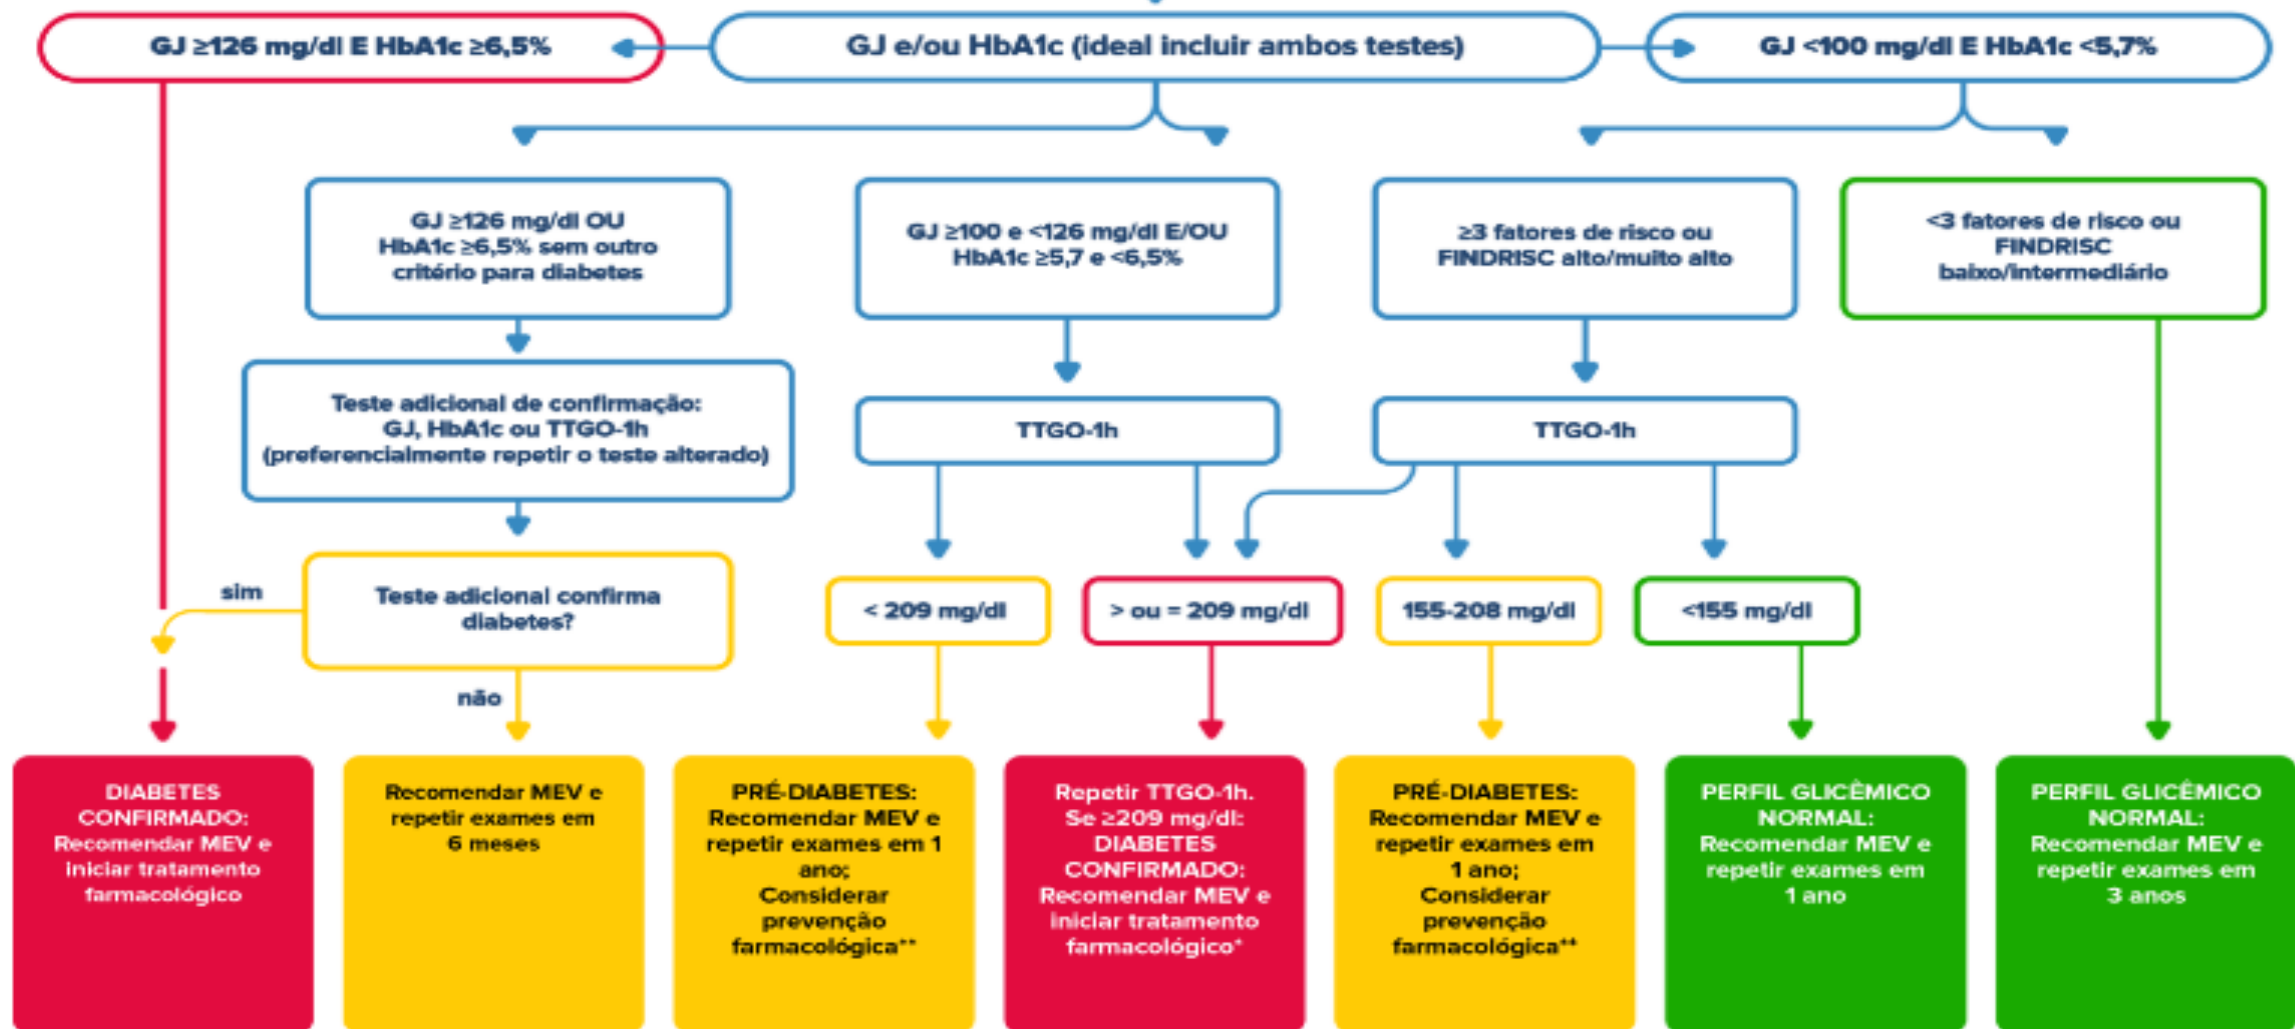 GJ ≥126 mg/dl E HbA1c ≥6,5%
GJ e/ou HbA1c (ideal incluir ambos testes)
GJ <100 mg/dl E HbA1c <5,7%
GJ ≥126 mg/dl OU
HbA1c ≥6,5% sem outro
critério para diabetes
GJ ≥100 e <126 mg/dl E/OU
HbA1c ≥5,7 e <6,5%
≥3 fatores de risco ou
FINDRISC alto/muito alto
<3 fatores de risco ou
FINDRISC
baixo/intermediário
Teste adicional de confirmação:
GJ, HbA1c ou TTGO-1h
(preferencialmente repetir o teste alterado)
TTGO-1h
TTGO-1h
sim
Teste adicional confirma
diabetes?
não
< 209 mg/dl
> ou = 209 mg/dl
155-208 mg/dl
<155 mg/dl
DIABETES
CONFIRMADO:
Recomendar MEV e
iniciar tratamento
farmacológico
Recomendar MEV e
repetir exames em
6 meses
PRÉ-DIABETES:
Recomendar MEV e
repetir exames em 1
ano;
Considerar
prevenção
farmacológica**
Repetir TTGO-1h.
Se ≥209 mg/dl:
DIABETES
CONFIRMADO:
Recomendar MEV e
iniciar tratamento
farmacológico*
PRÉ-DIABETES:
Recomendar MEV e
repetir exames em
1 ano;
Considerar
prevenção
farmacológica**
PERFIL GLICÊMICO
NORMAL:
Recomendar MEV e
repetir exames em
1 ano
PERFIL GLICÊMICO
NORMAL:
Recomendar MEV e
repetir exames em
3 anos